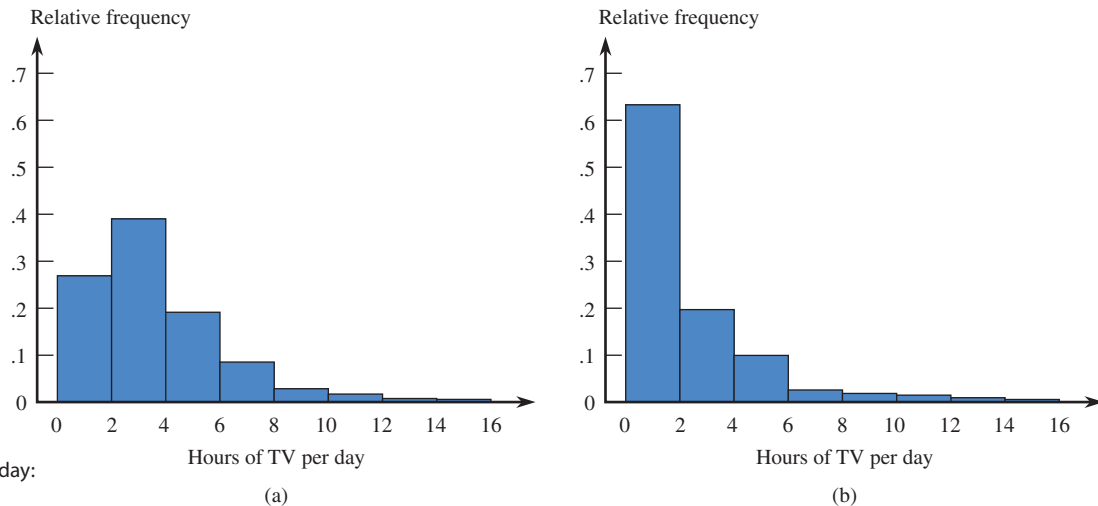 Relative frequency
.7
.6
.5
.4
.3
.2
.1
0
0 2 4 6 8 10 12 14 16
Hours of TV per day
day:
(a)
Relative frequency
.7
.6
.5
.4
.3
.2
.1
0
0 2 4 6 8 10 12 14 16
Hours of TV per day
(b)